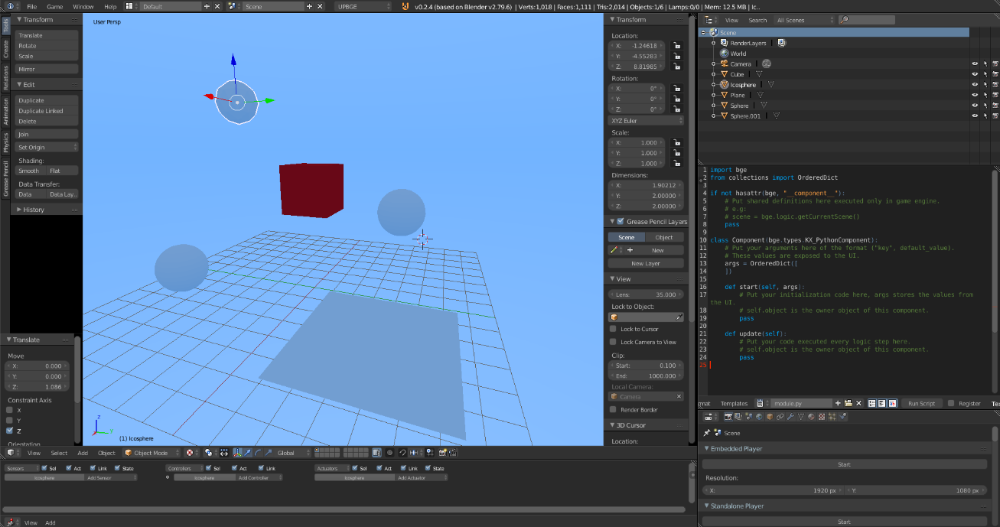 File Game Window Help Default Scene UPBGE v0.2.4 (based on Blender v2.79.6) | Verts:1,018 | Faces:1,111 | Tris:2,014 | Objects:1/6 | Lamps:0/0 | Mem: 12.5 MB | Ic..
Tools
Create
Relations
Animation
Physics
Grease Pencil
Transform
Translate
Rotate
Scale
Mirror
Edit
Duplicate
Duplicate Linked
Delete
Join
Set Origin
Shading:
Smooth Flat
Data Transfer:
Data Data Lay..
History
Translate
Move
X: 0.000
Y: 0.000
Z: 1.086
Constraint Axis
X
Y
Z
Orientation
User Persp
Z
Y
(1) Icosphere
View Select Add Object Object Mode Global
Transform
Location:
X: -1.24618
Y: -4.55283
Z: 8.81985
Rotation:
X: 0°
Y: 0°
Z: 0°
XYZ Euler
Scale:
X: 1.000
Y: 1.000
Z: 1.000
Dimensions:
X: 1.90212
Y: 2.00000
Z: 2.00000
Grease Pencil Layers
Scene Object
New
New Layer
View
Lens: 35.000
Lock to Object:
Lock to Cursor
Lock Camera to View
Clip:
Start: 0.100
End: 1000.000
Local Camera:
Camera
Render Border
3D Cursor
Location:
Sensors Sel Act Link State Controllers Sel Act Link Actuators Sel Act Link State
Icosphere Add Sensor Icosphere Add Controller Icosphere Add Actuator
View Add
View Search All Scenes
Scene
RenderLayers
World
Camera
Cube
Icosphere
Plane
Sphere
Sphere.001
1 import bge
2 from collections import OrderedDict
3
4 if not hasattr(bge, "__component__"):
5 # Put shared definitions here executed only in game engine.
6 # e.g:
7 # scene = bge.logic.getCurrentScene()
8 pass
9
10 class Component(bge.types.KX_PythonComponent):
11 # Put your arguments here of the format ("key", default_value).
12 # These values are exposed to the UI.
13 args = OrderedDict([
14 ])
15
16 def start(self, args):
17 # Put your initialization code here, args stores the values from
the UI.
18 # self.object is the owner object of this component.
19 pass
20
21 def update(self):
22 # Put your code executed every logic step here.
23 # self.object is the owner object of this component.
24 pass
25
mat Templates module.py Run Script Register Te
Scene
Embedded Player
Start
Resolution:
X: 1920 px Y: 1080 px
Standalone Player
Start